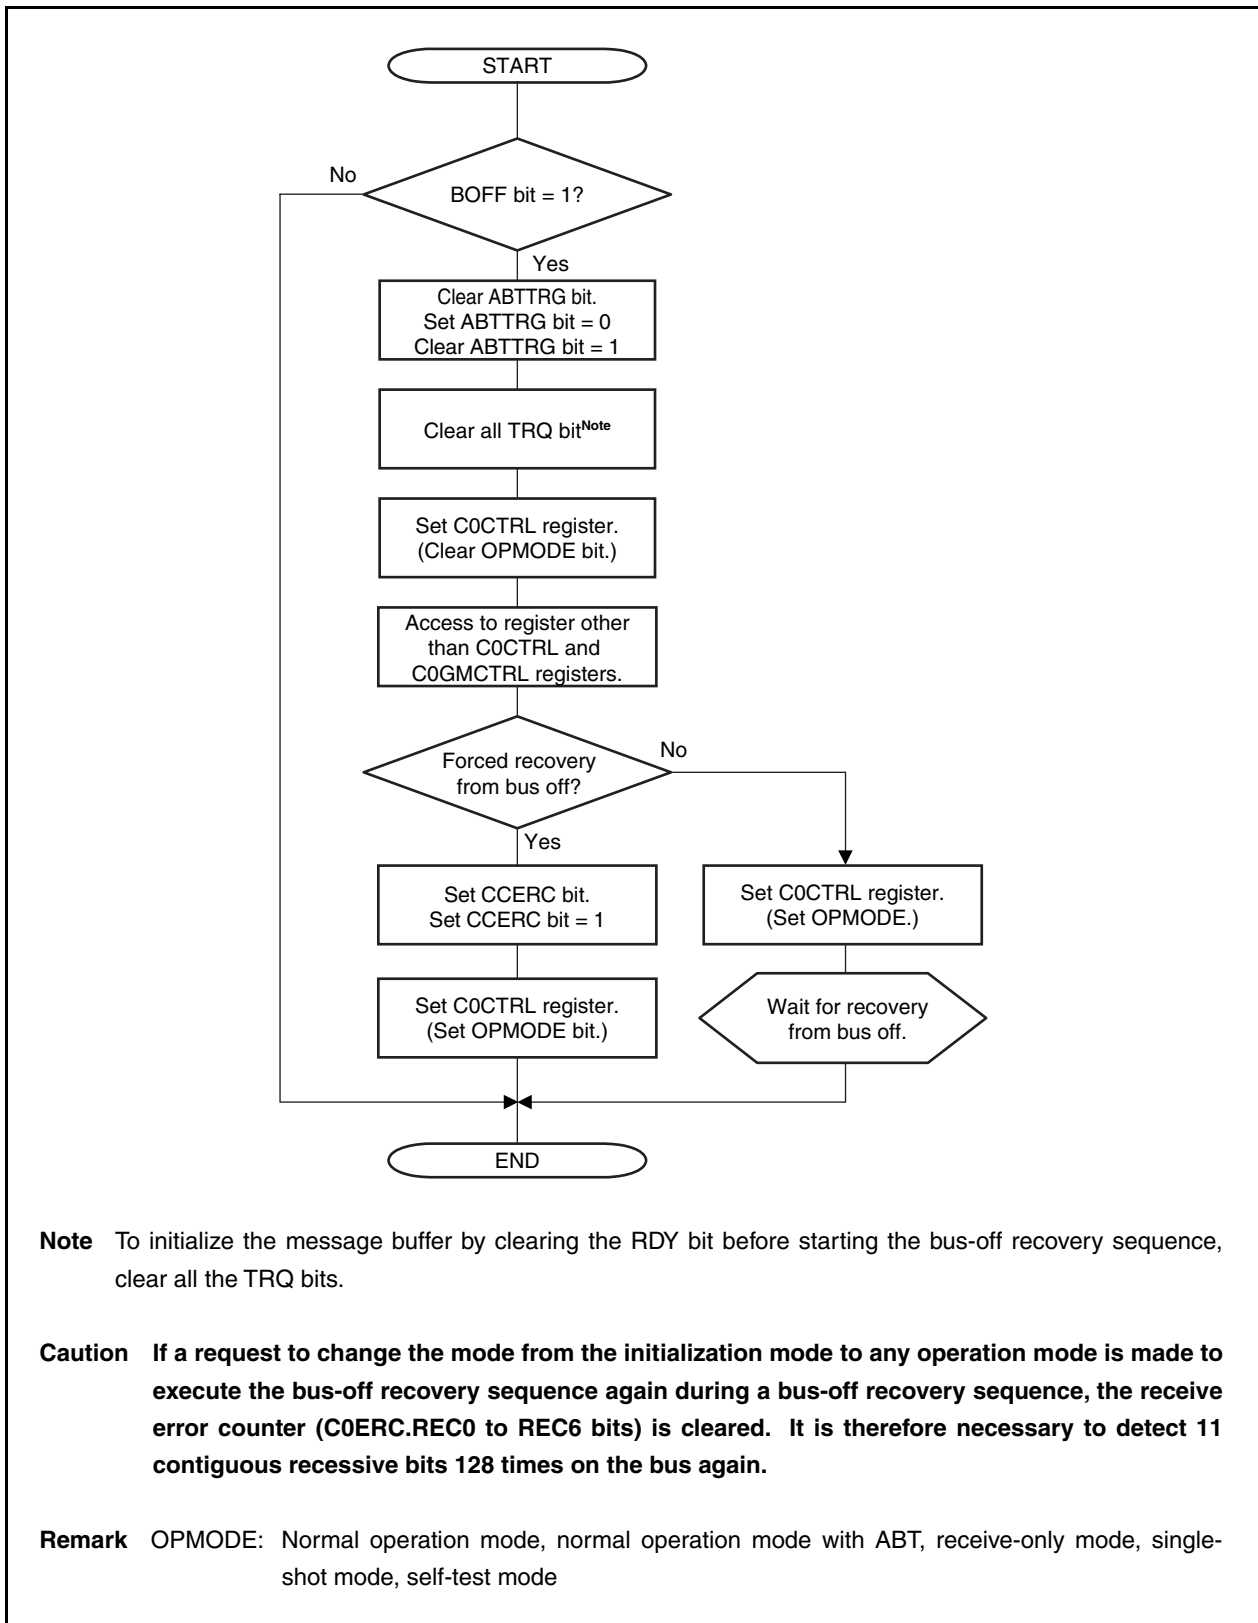 START
No
BOFF bit = 1?
Yes
Clear ABTTRG bit.
Set ABTTRG bit = 0
Clear ABTTRG bit = 1
Clear all TRQ bitNote
Set C0CTRL register.
(Clear OPMODE bit.)
Access to register other
than C0CTRL and
C0GMCTRL registers.
Forced recovery
from bus off?
No
Yes
Set CCERC bit.
Set CCERC bit = 1
Set C0CTRL register.
(Set OPMODE.)
Set C0CTRL register.
(Set OPMODE bit.)
Wait for recovery
from bus off.
END
Note To initialize the message buffer by clearing the RDY bit before starting the bus-off recovery sequence,
clear all the TRQ bits.
Caution If a request to change the mode from the initialization mode to any operation mode is made to
execute the bus-off recovery sequence again during a bus-off recovery sequence, the receive
error counter (C0ERC.REC0 to REC6 bits) is cleared. It is therefore necessary to detect 11
contiguous recessive bits 128 times on the bus again.
Remark OPMODE: Normal operation mode, normal operation mode with ABT, receive-only mode, single-
shot mode, self-test mode